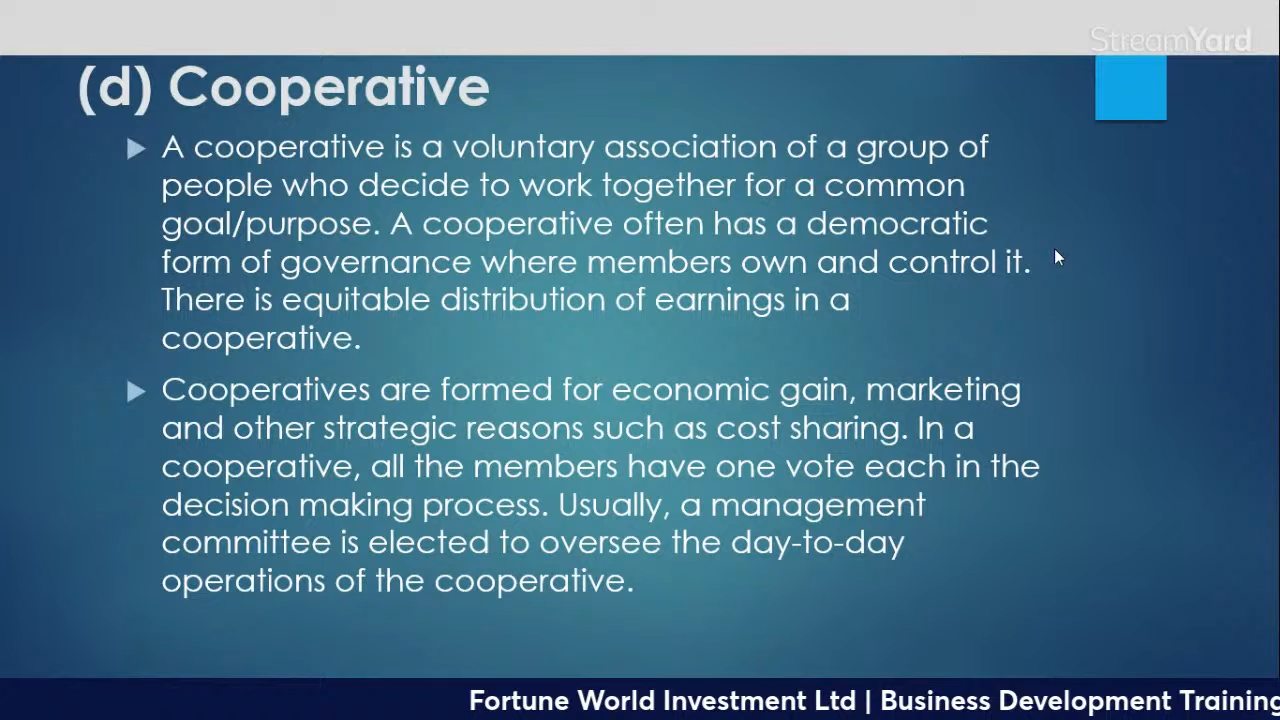 StreamYard
(d) Cooperative
A cooperative is a voluntary association of a group of
people who decide to work together for a common
goal/purpose. A cooperative often has a democratic
form of governance where members own and control it.
There is equitable distribution of earnings in a
cooperative.
Cooperatives are formed for economic gain, marketing
and other strategic reasons such as cost sharing. In a
cooperative, all the members have one vote each in the
decision making process. Usually, a management
committee is elected to oversee the day-to-day
operations of the cooperative.
Fortune World Investment Ltd | Business Development Training